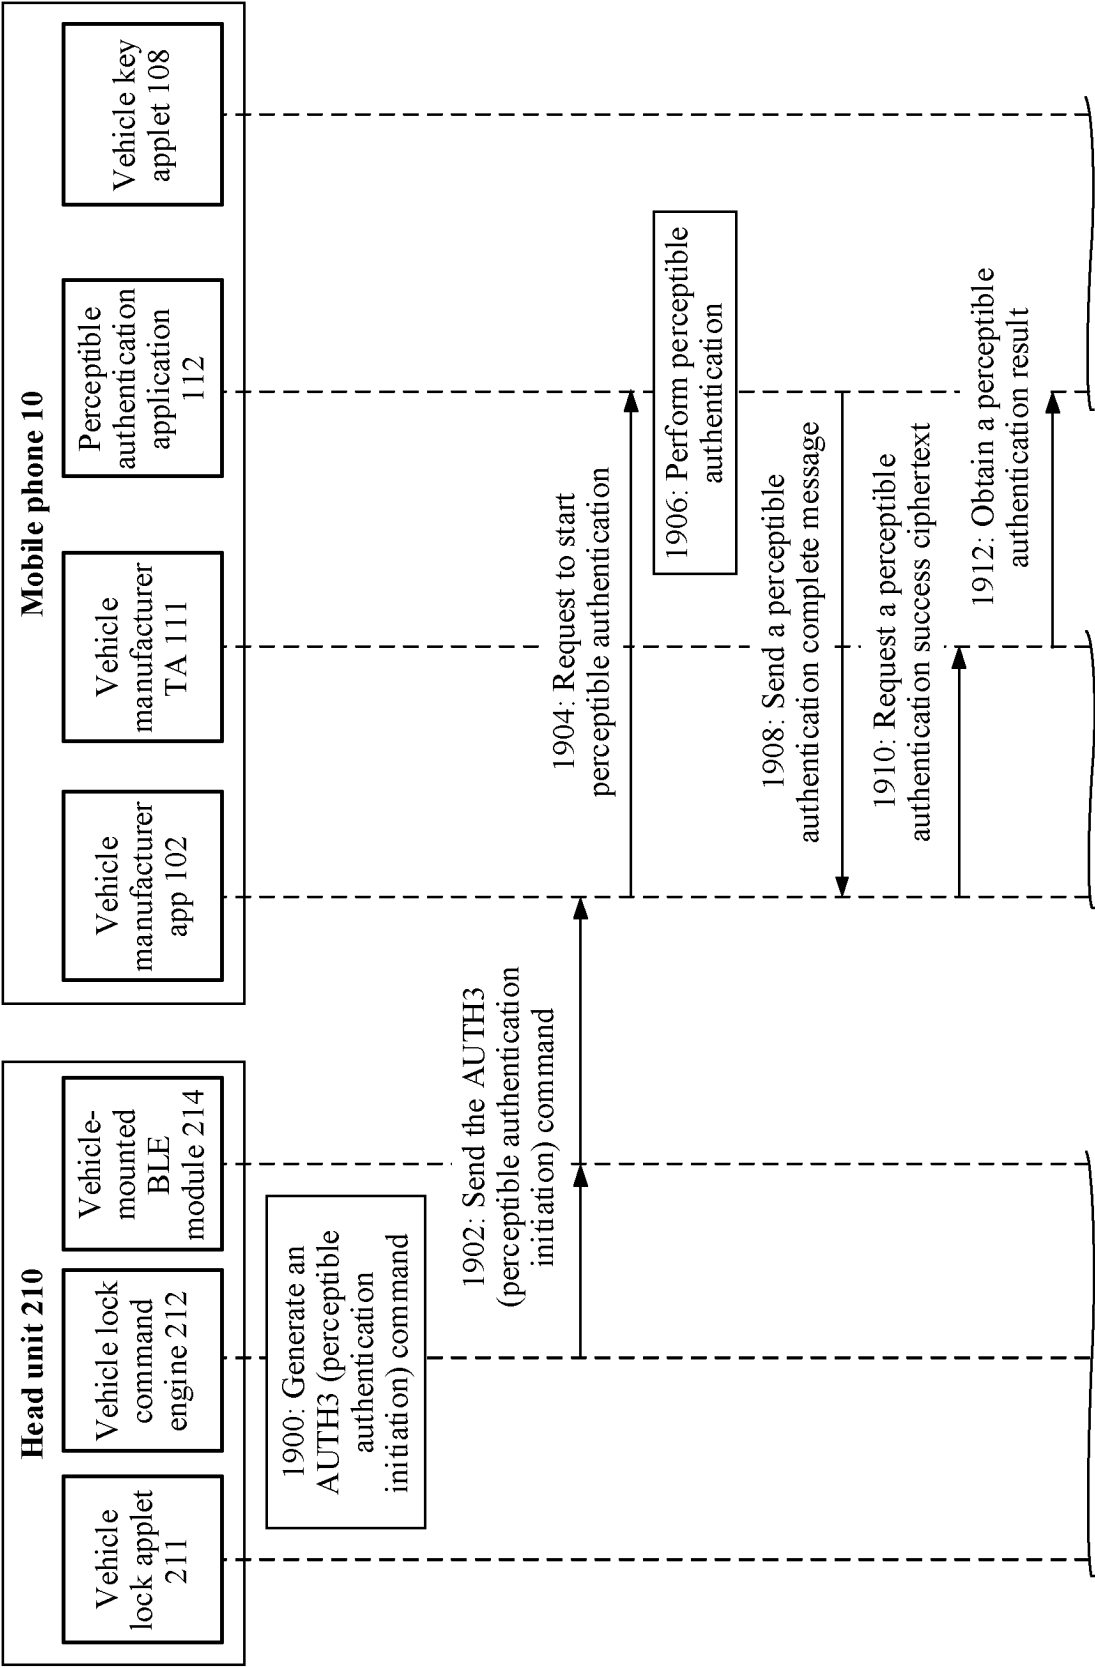 Head unit 210
Mobile phone 10
Vehicle
lock applet
211
Vehicle lock
command
engine 212
Vehicle-
mounted
BLE
module 214
Vehicle
manufacturer
app 102
Vehicle
manufacturer
TA 111
Perceptible
authentication
application
112
Vehicle key
applet 108
1900: Generate an
AUTH3 (perceptible
authentication
initiation) command
1902: Send the AUTH3
(perceptible authentication
initiation) command
1904: Request to start
perceptible authentication
1906: Perform perceptible
authentication
1908: Send a perceptible
authentication complete message
1910: Request a perceptible
authentication success ciphertext
1912: Obtain a perceptible
authentication result